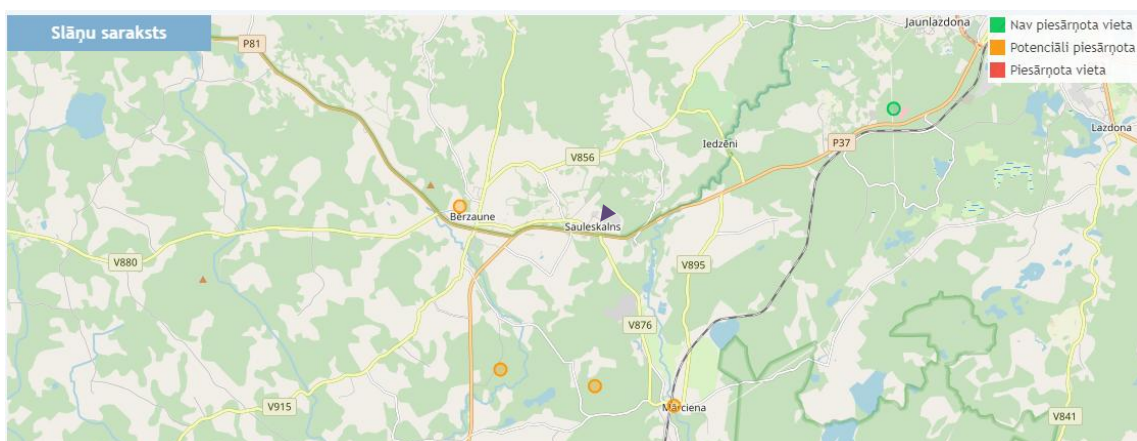 Slāņu saraksts
P81
Jaunlazdona
Nav piesārņota vieta
Potenciāli piesārņota
Piesārņota vieta
Lazdona
P37
Iedzēni
V856
Bērzaune
Sauleskalns
V880
V895
V876
V915
Mārciena
V841